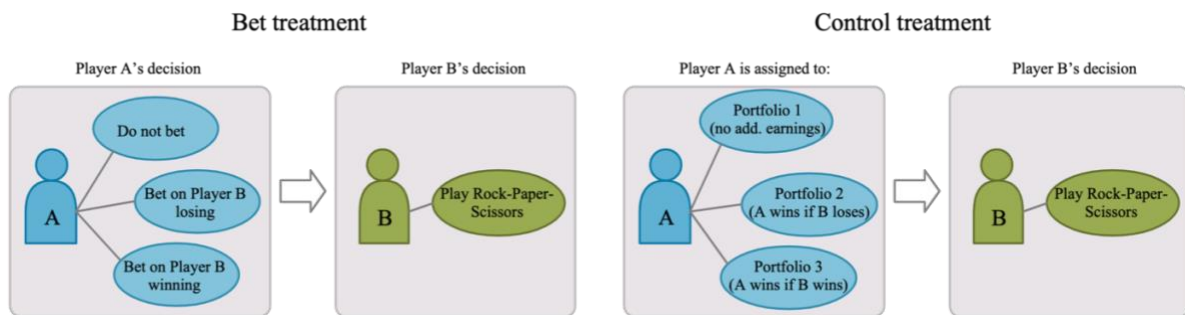 Bet treatment
Control treatment
Player A's decision
Player B's decision
Player A is assigned to:
Player B's decision
Do not bet
Bet on Player B
losing
Bet on Player B
winning
A
Play Rock-Paper-
Scissors
B
Portfolio 1
(no add. earnings)
Portfolio 2
(A wins if B loses)
Portfolio 3
(A wins if B wins)
A
Play Rock-Paper-
Scissors
B